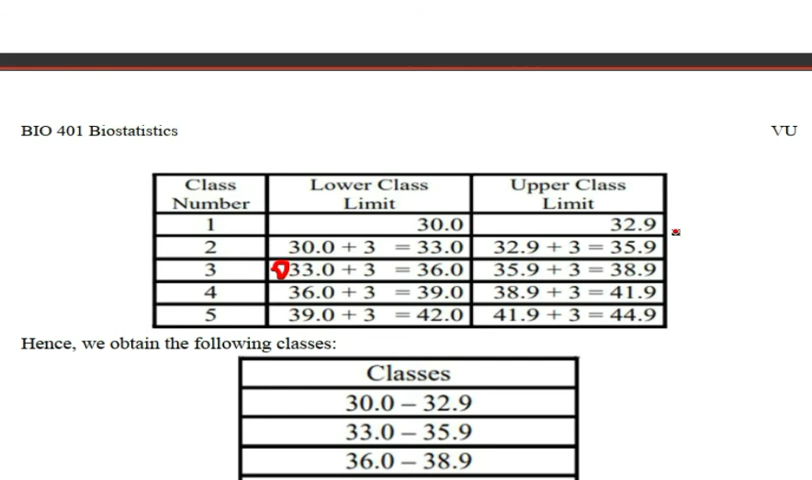 BIO 401 Biostatistics VU
Class Number Lower Class Limit Upper Class Limit
1 30.0 32.9
2 30.0 + 3 = 33.0 32.9 + 3 = 35.9
3 33.0 + 3 = 36.0 35.9 + 3 = 38.9
4 36.0 + 3 = 39.0 38.9 + 3 = 41.9
5 39.0 + 3 = 42.0 41.9 + 3 = 44.9
Hence, we obtain the following classes:
Classes
30.0 – 32.9
33.0 – 35.9
36.0 – 38.9